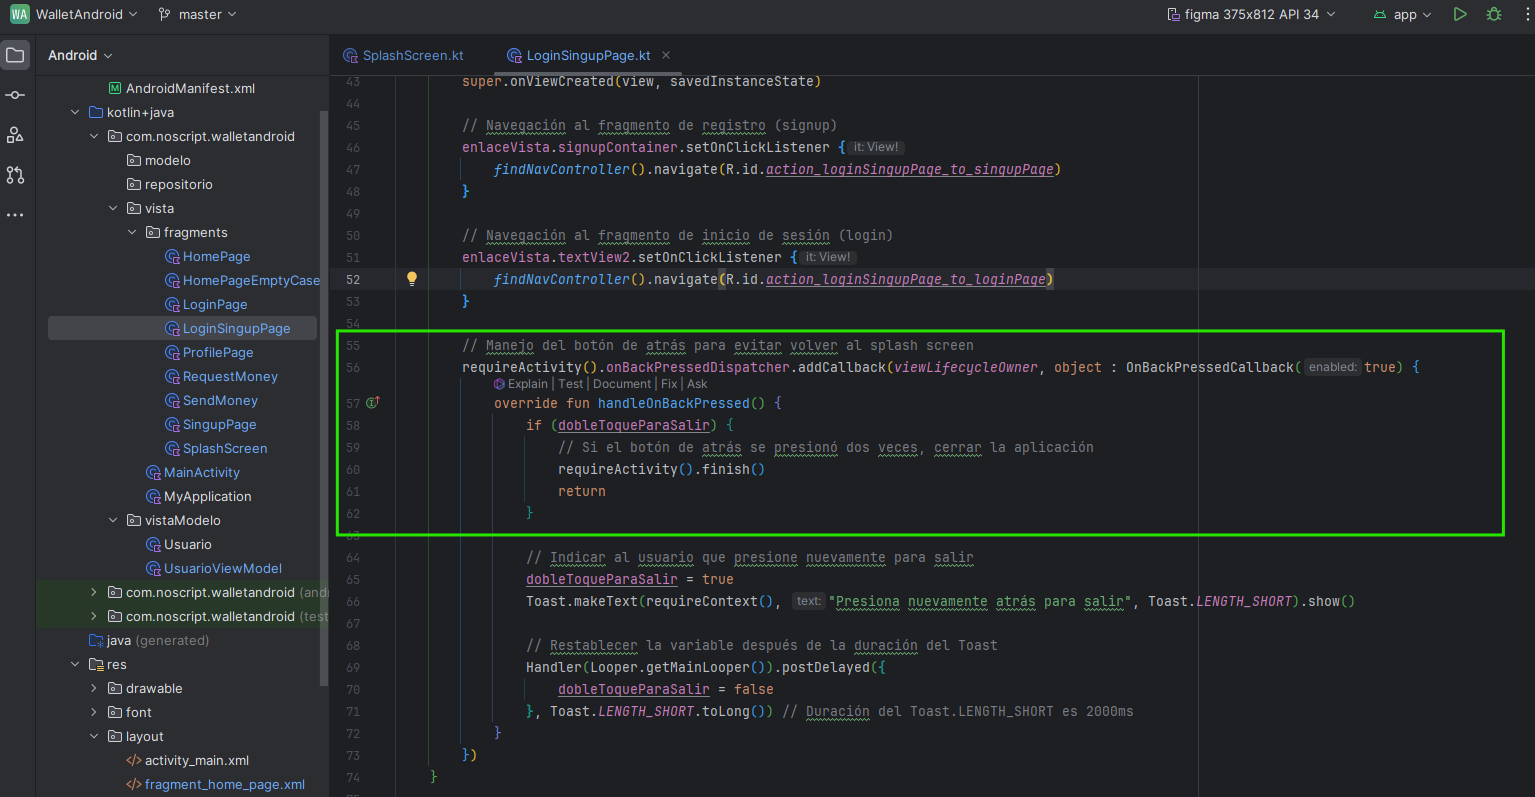 WA WalletAndroid master figma 375x812 API 34 app
Android
SplashScreen.kt LoginSingupPage.kt
AndroidManifest.xml
kotlin+java
com.noscript.walletandroid
modelo
repositorio
vista
fragments
HomePage
HomePageEmptyCase
LoginPage
LoginSingupPage
ProfilePage
RequestMoney
SendMoney
SingupPage
SplashScreen
MainActivity
MyApplication
vistaModelo
Usuario
UsuarioViewModel
com.noscript.walletandroid (and
com.noscript.walletandroid (test
java (generated)
res
drawable
font
layout
activity_main.xml
fragment_home_page.xml
43 super.onViewCreated(view, savedInstanceState)
44
45 // Navegación al fragmento de registro (signup)
46 enlaceVista.signupContainer.setOnClickListener { it: View!
47 findNavController().navigate(R.id.action_loginSingupPage_to_singupPage)
48 }
49
50 // Navegación al fragmento de inicio de sesión (login)
51 enlaceVista.textView2.setOnClickListener { it: View!
52 findNavController().navigate(R.id.action_loginSingupPage_to_loginPage)
53 }
54
55 // Manejo del botón de atrás para evitar volver al splash screen
56 requireActivity().onBackPressedDispatcher.addCallback(viewLifecycleOwner, object : OnBackPressedCallback( enabled: true) {
Explain | Test | Document | Fix | Ask
57 override fun handleOnBackPressed() {
58 if (dobleToqueParaSalir) {
59 // Si el botón de atrás se presionó dos veces, cerrar la aplicación
60 requireActivity().finish()
61 return
62 }
63
64 // Indicar al usuario que presione nuevamente para salir
65 dobleToqueParaSalir = true
66 Toast.makeText(requireContext(), text: "Presiona nuevamente atrás para salir", Toast.LENGTH_SHORT).show()
67
68 // Restablecer la variable después de la duración del Toast
69 Handler(Looper.getMainLooper()).postDelayed({
70 dobleToqueParaSalir = false
71 }, Toast.LENGTH_SHORT.toLong()) // Duración del Toast.LENGTH_SHORT es 2000ms
72 }
73 })
74 }